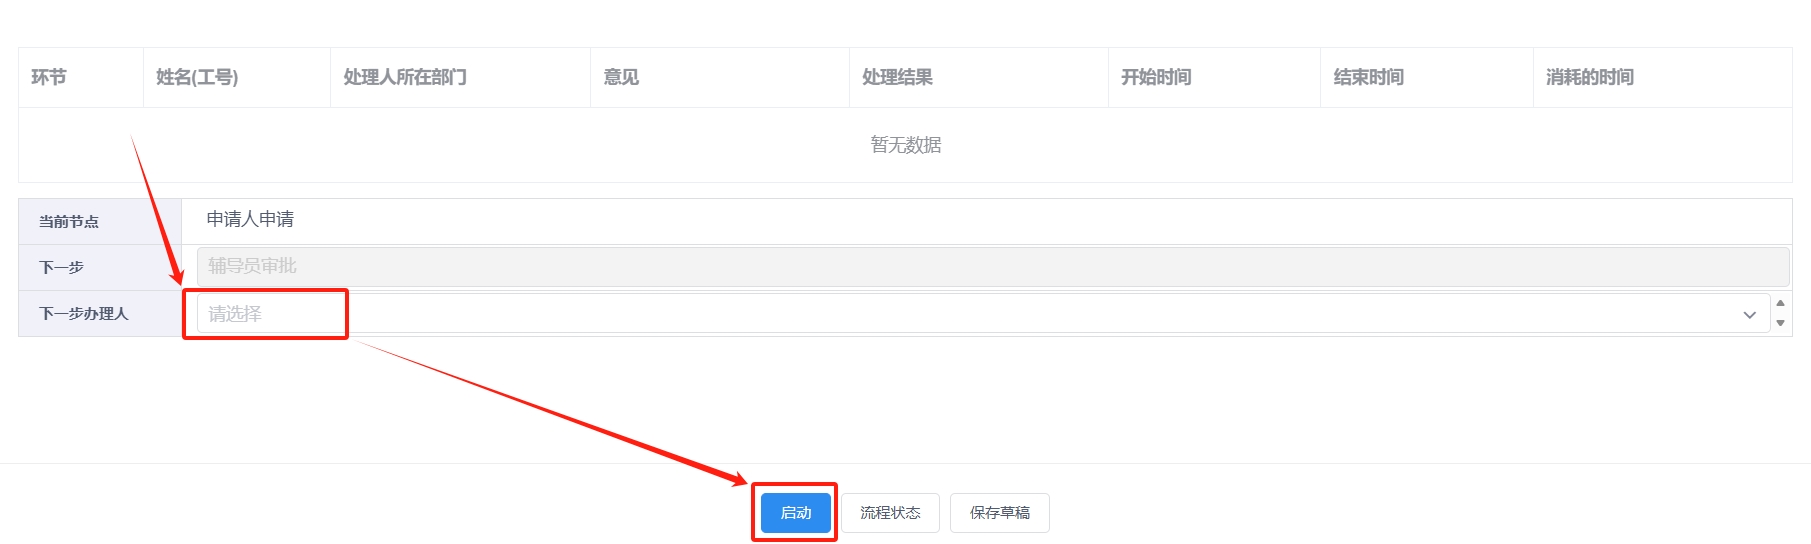 环节 姓名(工号) 处理人所在部门 意见 处理结果 开始时间 结束时间 消耗的时间
暂无数据
当前节点 申请人申请
下一步 辅导员审批
下一步办理人 请选择
启动 流程状态 保存草稿